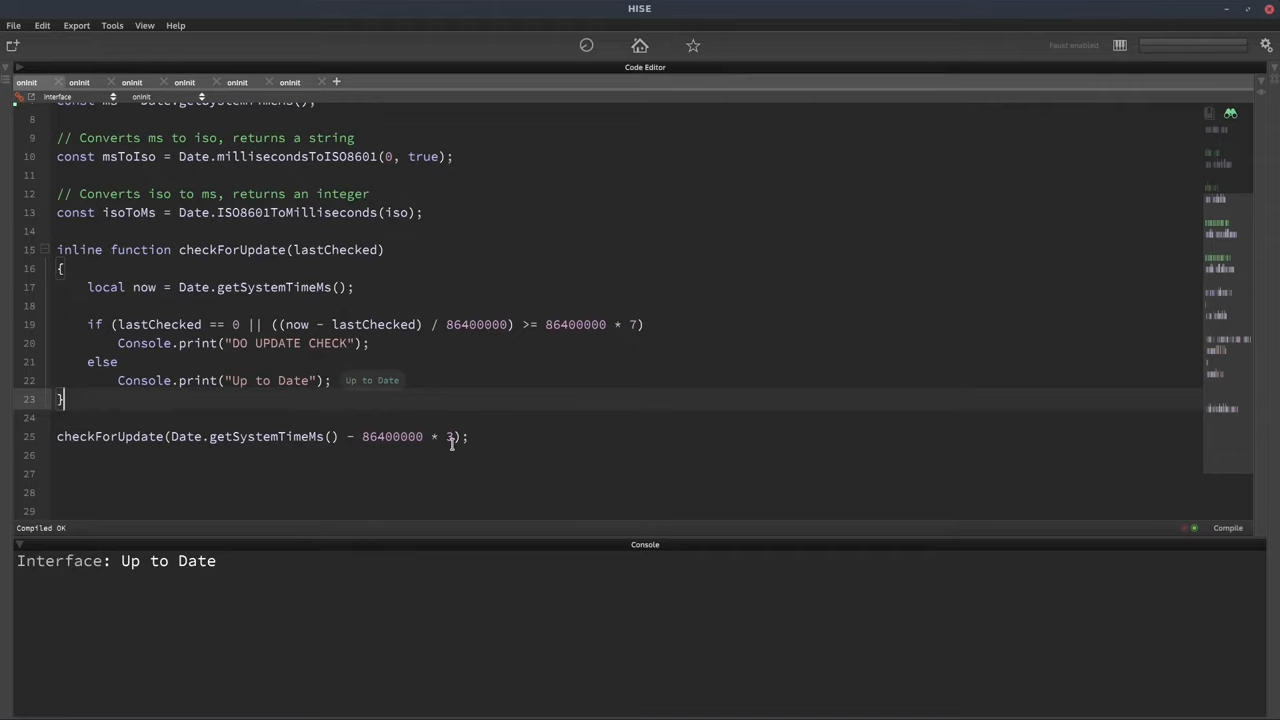 HISE
File Edit Export Tools View Help
Faust enabled
Code Editor
onInit onInit onInit onInit onInit onInit
Interface onInit
8
9 // Converts ms to iso, returns a string
10 const msToIso = Date.millisecondsToISO8601(0, true);
11
12 // Converts iso to ms, returns an integer
13 const isoToMs = Date.ISO8601ToMilliseconds(iso);
14
15 inline function checkForUpdate(lastChecked)
16 {
17 local now = Date.getSystemTimeMs();
18
19 if (lastChecked == 0 || ((now - lastChecked) / 86400000) >= 86400000 * 7)
20 Console.print("DO UPDATE CHECK");
21 else
22 Console.print("Up to Date"); Up to Date
23 }
24
25 checkForUpdate(Date.getSystemTimeMs() - 86400000 * 3);
26
27
28
29
Compiled OK Compile
Console
Interface: Up to Date